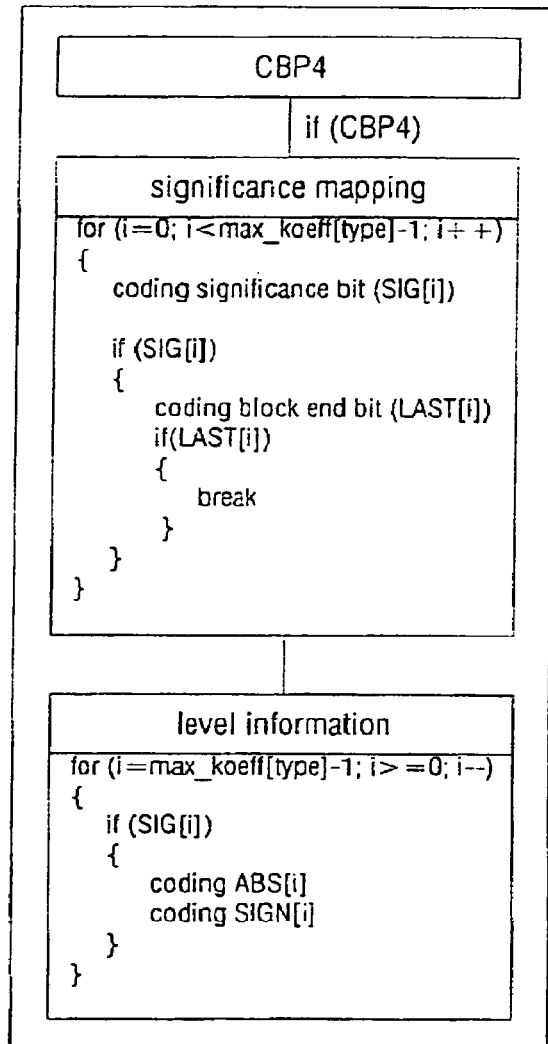 CBP4
if (CBP4)
significance mapping
for (i=0; i<max_koeff[type]-1; i++)
{
coding significance bit (SIG[i])
if (SIG[i])
{
coding block end bit (LAST[i])
if(LAST[i])
{
break
}
}
}
level information
for (i=max_koeff[type]-1; i>=0; i--)
{
if (SIG[i])
{
coding ABS[i]
coding SIGN[i]
}
}